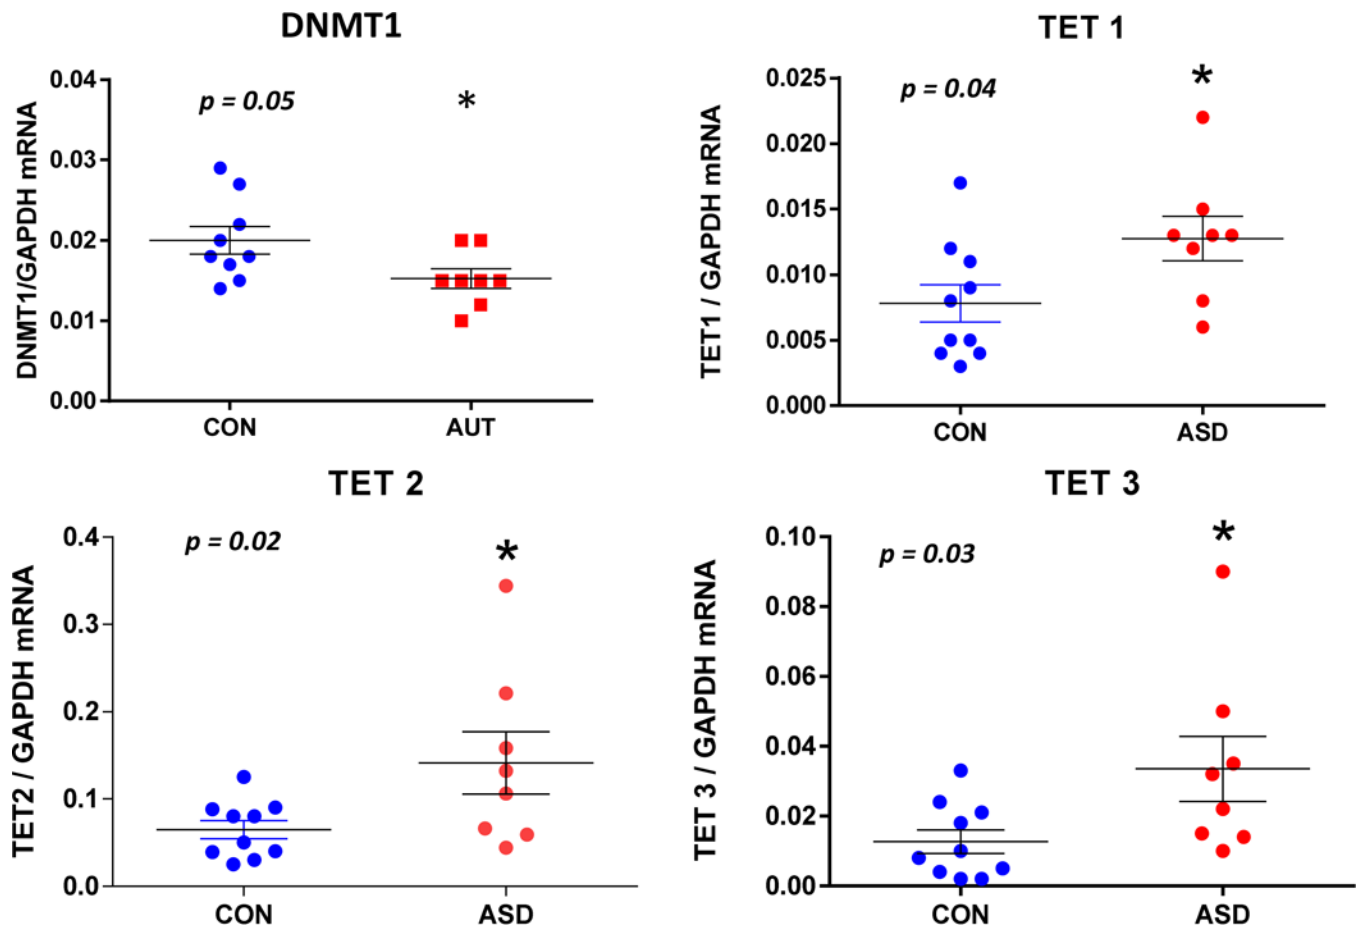 DNMT1
DNMT1/GAPDH mRNA
0.04
0.03
0.02
0.01
0.00
p = 0.05
*
CON
AUT
TET 1
TET1 / GAPDH mRNA
0.025
0.020
0.015
0.010
0.005
0.000
p = 0.04
*
CON
ASD
TET 2
TET2 / GAPDH mRNA
0.4
0.3
0.2
0.1
0.0
p = 0.02
*
CON
ASD
TET 3
TET 3 / GAPDH mRNA
0.10
0.08
0.06
0.04
0.02
0.00
p = 0.03
*
CON
ASD